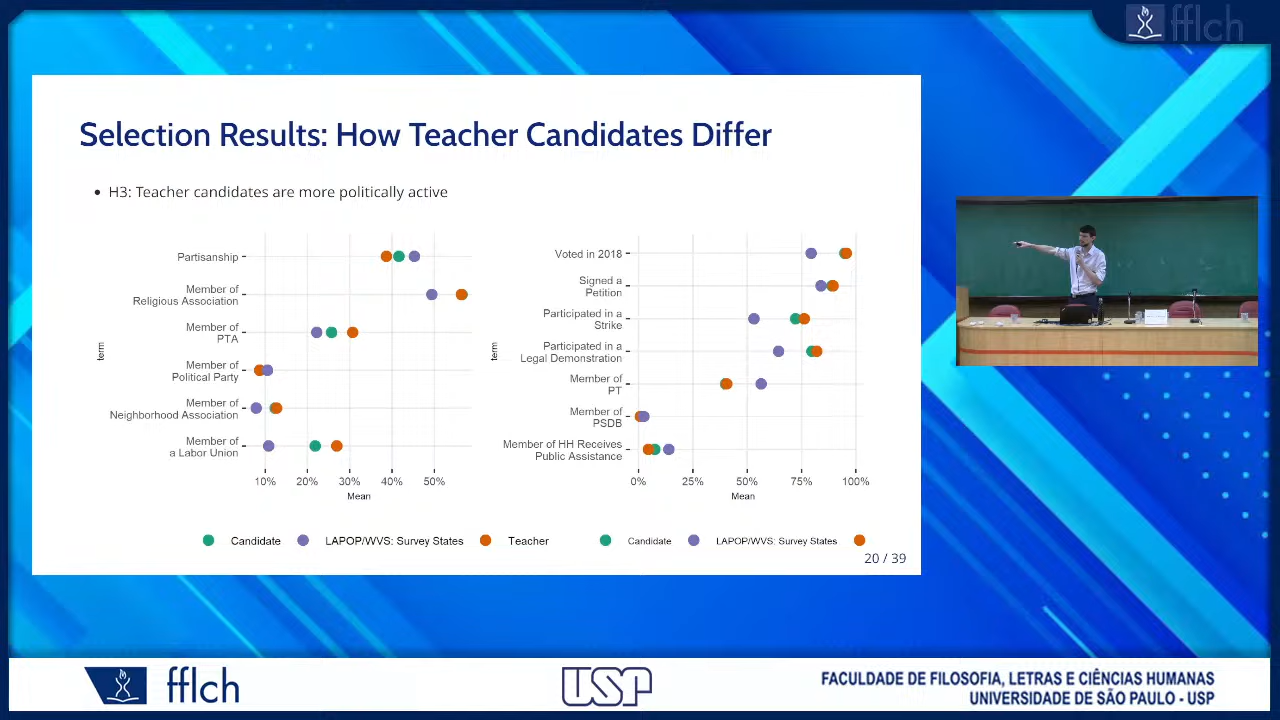 fflch
Selection Results: How Teacher Candidates Differ
• H3: Teacher candidates are more politically active
Partisanship
Member of
Religious Association
Member of
PTA
Member of
Political Party
Member of
Neighborhood Association
Member of
a Labor Union
term
10% 20% 30% 40% 50%
Mean
Candidate LAPOP/WVS: Survey States Teacher
Voted in 2018
Signed a
Petition
Participated in a
Strike
Participated in a
Legal Demonstration
Member of
PT
Member of
PSDB
Member of HH Receives
Public Assistance
term
0% 25% 50% 75% 100%
Mean
Candidate LAPOP/WVS: Survey States
20 / 39
fflch
USP
FACULDADE DE FILOSOFIA, LETRAS E CIÊNCIAS HUMANAS
UNIVERSIDADE DE SÃO PAULO - USP